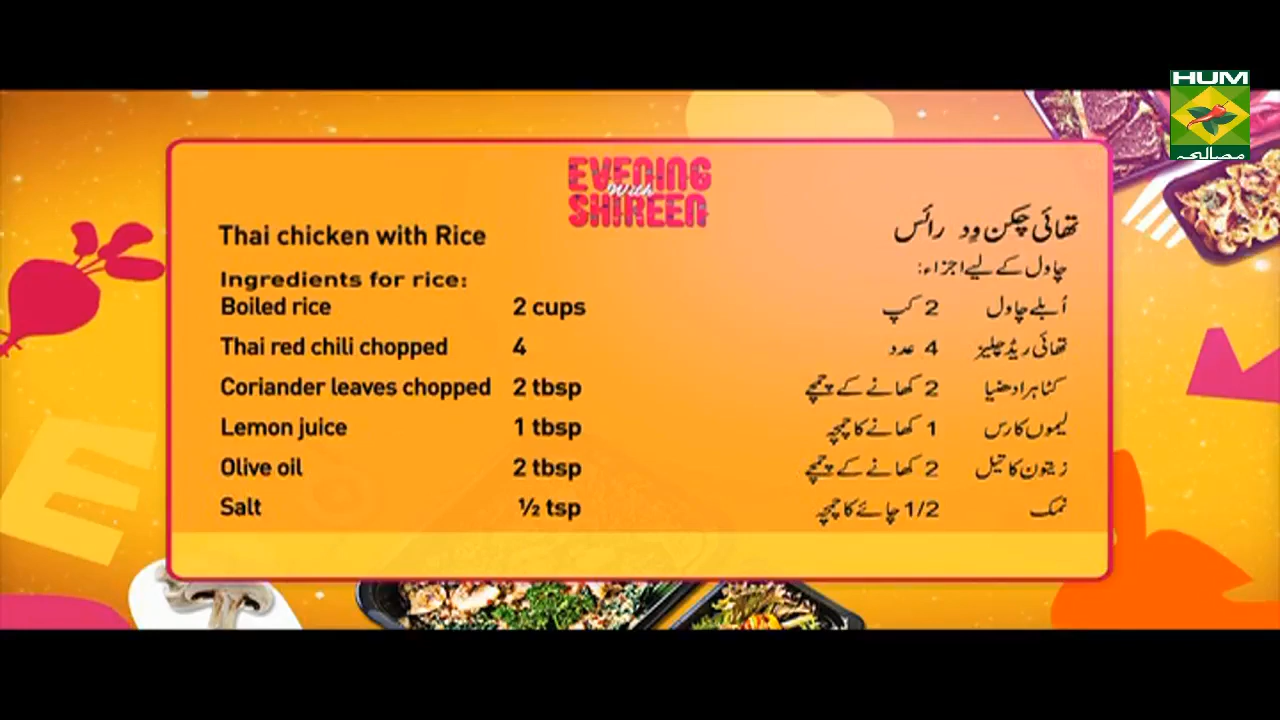 HUM
مصالحہ
EVENING
With
SHIREEN
Thai chicken with Rice
تھائی چکن وِد رائس
Ingredients for rice:
چاول کے لیے اجزاء:
Boiled rice 2 cups
اُبلے چاول 2 کپ
Thai red chili chopped 4
تھائی ریڈ چلیز 4 عدد
Coriander leaves chopped 2 tbsp
کٹا ہرا دھنیا 2 کھانے کے چمچے
Lemon juice 1 tbsp
لیموں کا رس 1 کھانے کا چمچہ
Olive oil 2 tbsp
زیتون کا تیل 2 کھانے کے چمچے
Salt ½ tsp
نمک 1/2 چائے کا چمچہ
E